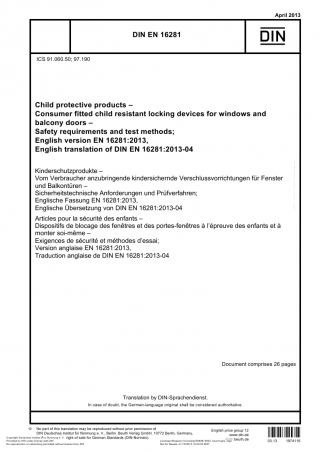 April 2013
DIN EN 16281
DIN
ICS 91.060.50; 97.190
Child protective products –
Consumer fitted child resistant locking devices for windows and
balcony doors –
Safety requirements and test methods;
English version EN 16281:2013,
English translation of DIN EN 16281:2013-04
Kinderschutzprodukte –
Vom Verbraucher anzubringende kindersichernde Verschlussvorrichtungen für Fenster
und Balkontüren –
Sicherheitstechnische Anforderungen und Prüfverfahren;
Englische Fassung EN 16281:2013,
Englische Übersetzung von DIN EN 16281:2013-04
Articles pour la sécurité des enfants –
Dispositifs de blocage des fenêtres et des portes-fenêtres à l'épreuve des enfants et à
monter soi-même –
Exigences de sécurité et méthodes d'essai;
Version anglaise EN 16281:2013,
Traduction anglaise de DIN EN 16281:2013-04
Document comprises 26 pages
Translation by DIN-Sprachendienst.
In case of doubt, the German-language original shall be considered authoritative.
© No part of this translation may be reproduced without prior permission of
DIN Deutsches Institut für Normung e. V., Berlin. Beuth Verlag GmbH, 10772 Berlin, Germany,
right of sale for German Standards (DIN-Normen).
English price group 13
www.din.de
www.beuth.de